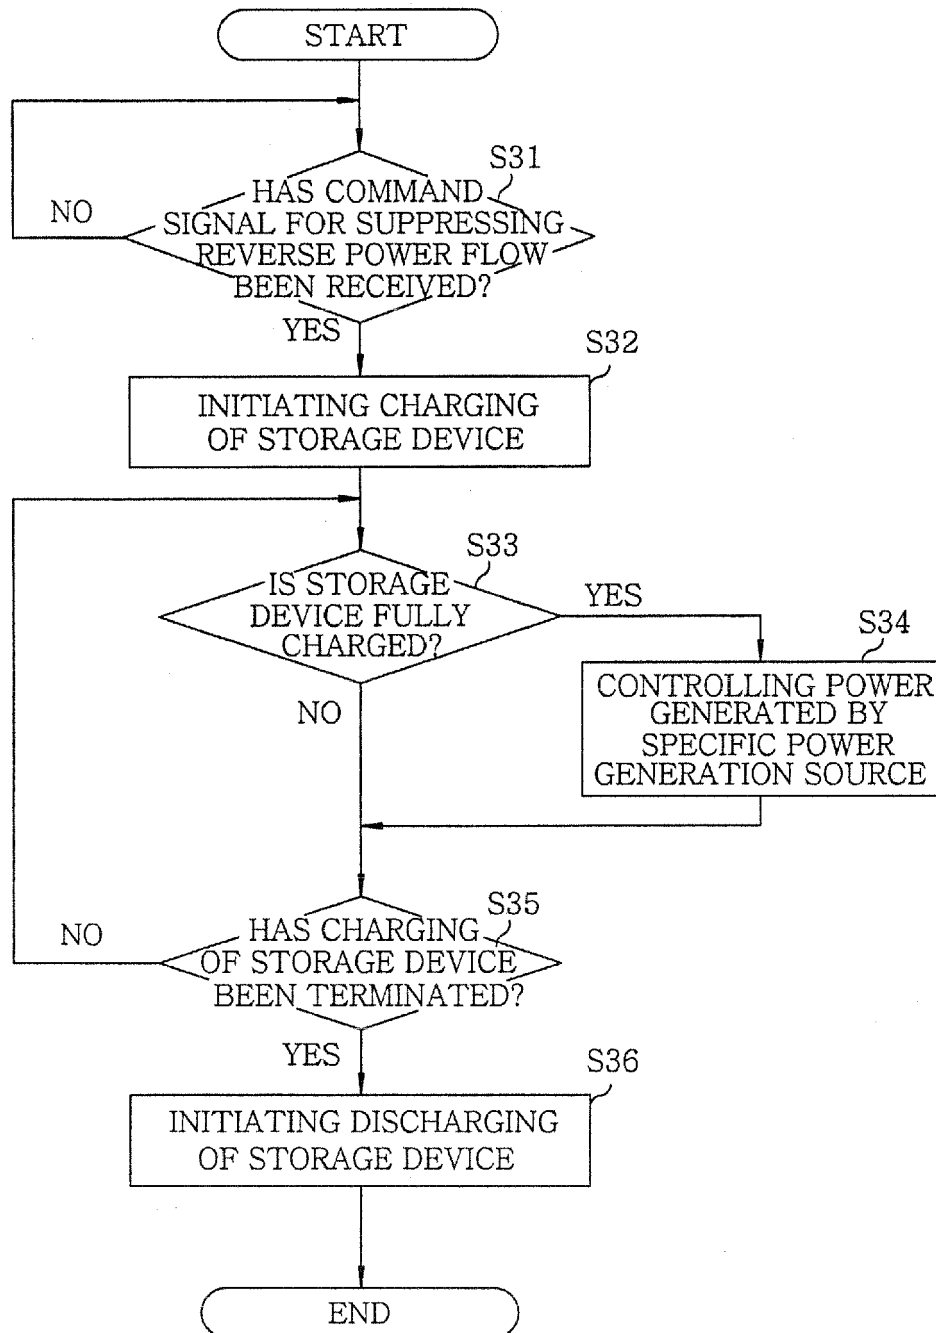 START
S31
HAS COMMAND
SIGNAL FOR SUPPRESSING
REVERSE POWER FLOW
BEEN RECEIVED?
NO
YES
S32
INITIATING CHARGING
OF STORAGE DEVICE
S33
IS STORAGE
DEVICE FULLY
CHARGED?
YES
NO
S34
CONTROLLING POWER
GENERATED BY
SPECIFIC POWER
GENERATION SOURCE
S35
HAS CHARGING
OF STORAGE DEVICE
BEEN TERMINATED?
NO
YES
S36
INITIATING DISCHARGING
OF STORAGE DEVICE
END